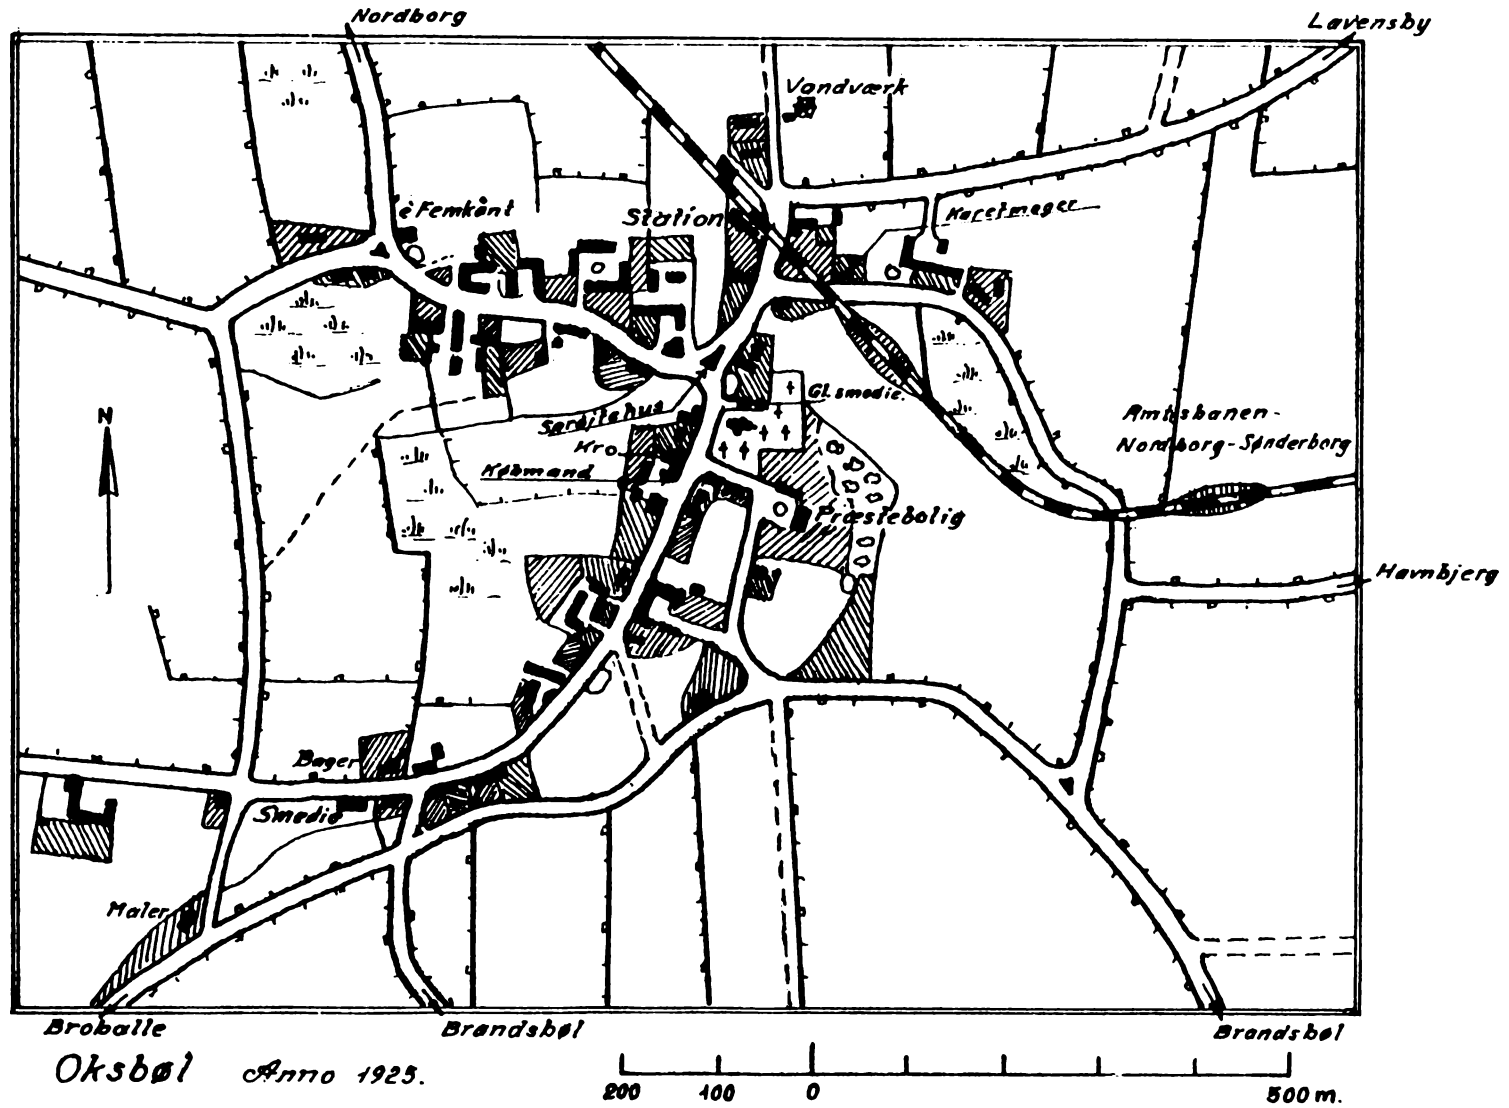 Nordborg
Lavensby
Vandværk
è Femkånt
Station
Karetmager
Gl. smedie.
Sprøjtehus
Kro
Købmand
Amtsbanen-
Nordborg-Sønderborg
Præstebolig
Havnbjerg
Bager
Smedie
Maler
N
Broballe
Brandsbøl
Brandsbøl
Oksbøl Anno 1925.
200 100 0 500 m.